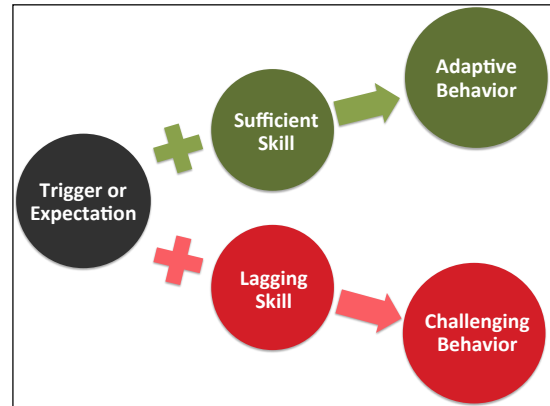 Adaptive
Behavior
Sufficient
Skill
Trigger or
Expectation
Lagging
Skill
Challenging
Behavior